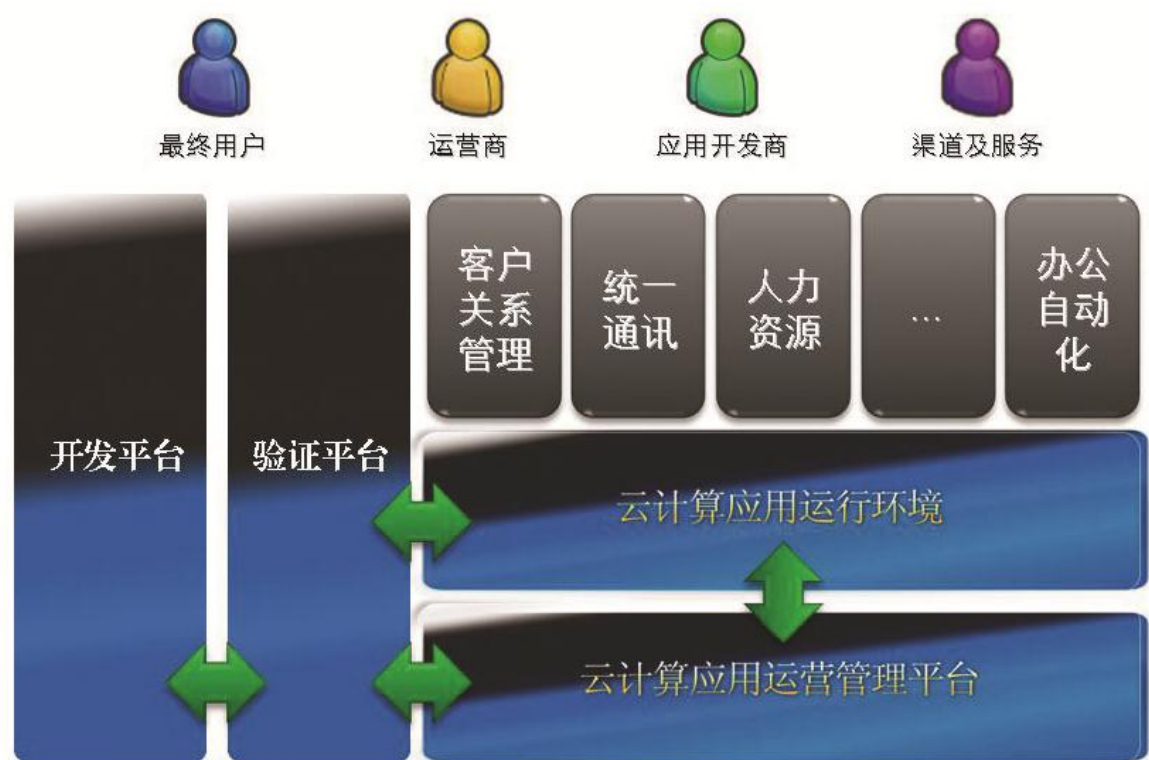 最终用户
运营商
应用开发商
渠道及服务
客户
关系
管理
统一
通讯
人力
资源
...
办公
自动
化
开发平台
验证平台
云计算应用运行环境
云计算应用运营管理平台